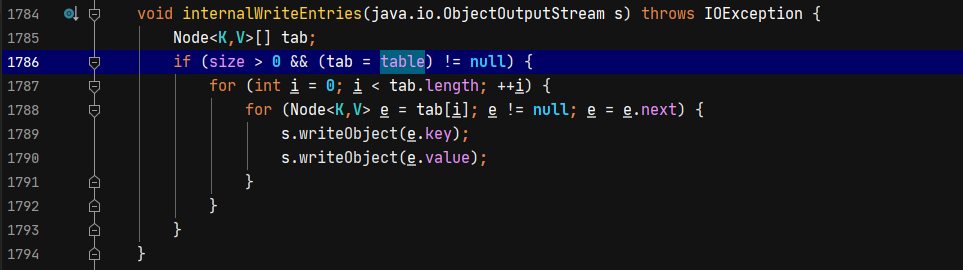 1784 void internalWriteEntries(java.io.ObjectOutputStream s) throws IOException {
1785 Node<K,V>[] tab;
1786 if (size > 0 && (tab = table) != null) {
1787 for (int i = 0; i < tab.length; ++i) {
1788 for (Node<K,V> e = tab[i]; e != null; e = e.next) {
1789 s.writeObject(e.key);
1790 s.writeObject(e.value);
1791 }
1792 }
1793 }
1794 }